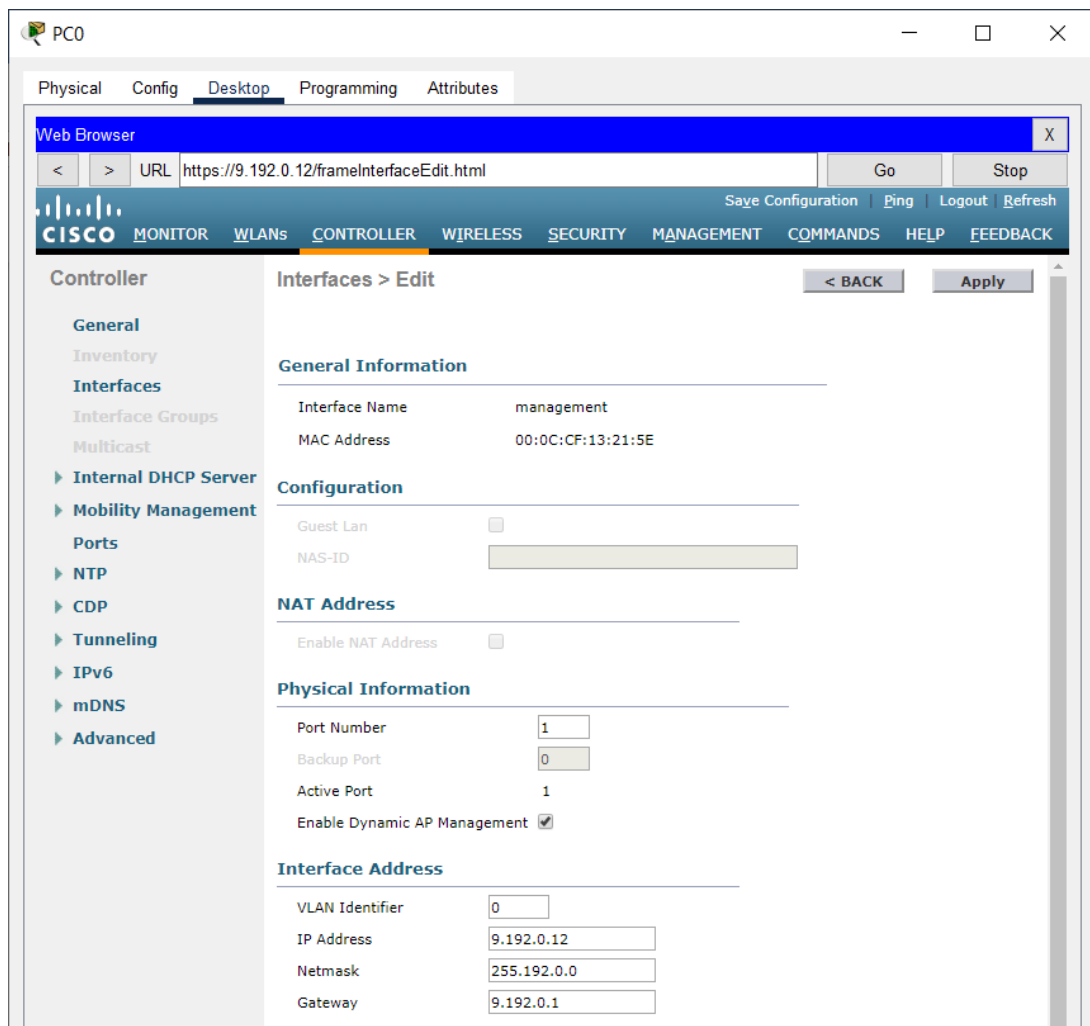 PC0
Physical Config Desktop Programming Attributes
Web Browser X
< > URL https://9.192.0.12/frameInterfaceEdit.html Go Stop
Save Configuration | Ping | Logout | Refresh
CISCO MONITOR WLANs CONTROLLER WIRELESS SECURITY MANAGEMENT COMMANDS HELP FEEDBACK
Controller
General
Inventory
Interfaces
Interface Groups
Multicast
Internal DHCP Server
Mobility Management
Ports
NTP
CDP
Tunneling
IPv6
mDNS
Advanced
Interfaces > Edit < BACK Apply
General Information
Interface Name management
MAC Address 00:0C:CF:13:21:5E
Configuration
Guest Lan
NAS-ID
NAT Address
Enable NAT Address
Physical Information
Port Number 1
Backup Port 0
Active Port 1
Enable Dynamic AP Management
Interface Address
VLAN Identifier 0
IP Address 9.192.0.12
Netmask 255.192.0.0
Gateway 9.192.0.1